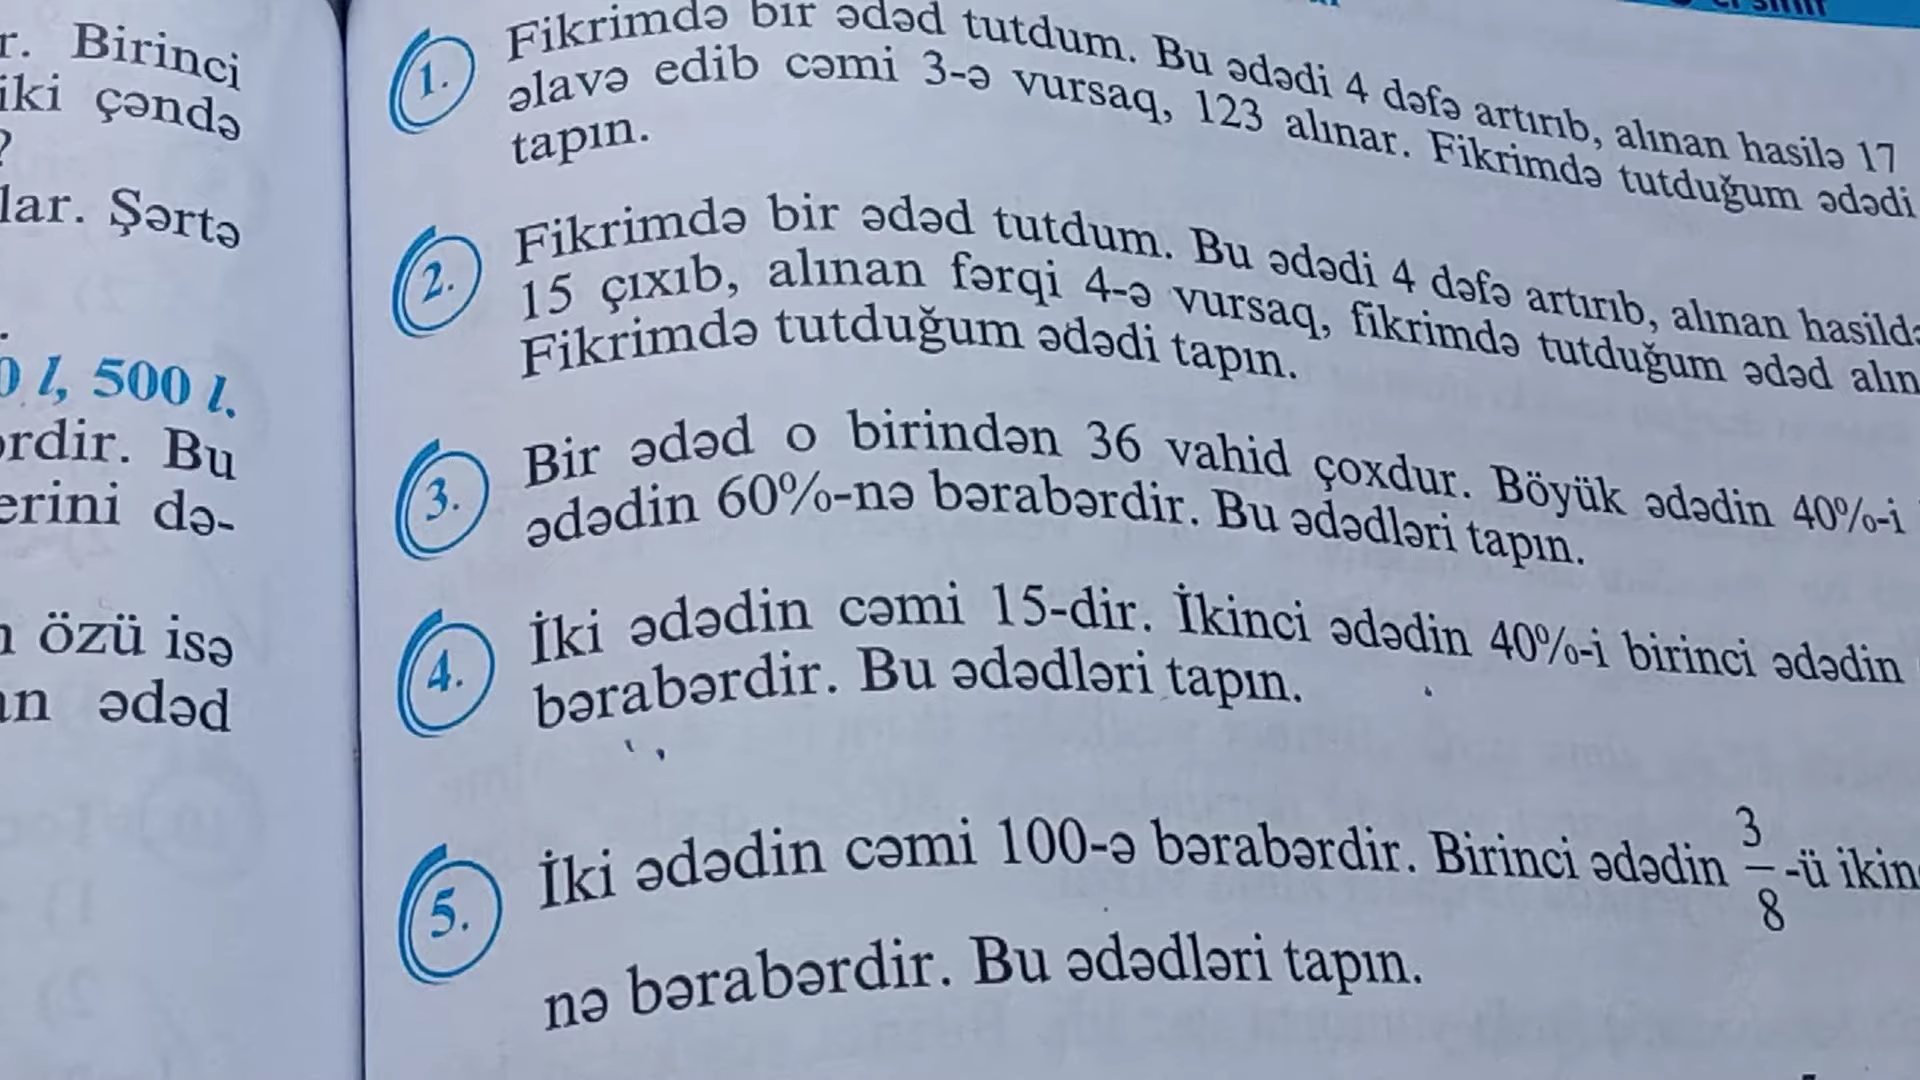 r. Birinci
iki çəndə
?
lar. Şərtə
0 l, 500 l.
ərdir. Bu
erini də-
n özü isə
ın ədəd
1. Fikrimdə bir ədəd tutdum. Bu ədədi 4 dəfə artırıb, alınan hasilə 17
əlavə edib cəmi 3-ə vursaq, 123 alınar. Fikrimdə tutduğum ədədi
tapın.
2. Fikrimdə bir ədəd tutdum. Bu ədədi 4 dəfə artırıb, alınan hasildə
15 çıxıb, alınan fərqi 4-ə vursaq, fikrimdə tutduğum ədəd alın
Fikrimdə tutduğum ədədi tapın.
3. Bir ədəd o birindən 36 vahid çoxdur. Böyük ədədin 40%-i
ədədin 60%-nə bərabərdir. Bu ədədləri tapın.
4. İki ədədin cəmi 15-dir. İkinci ədədin 40%-i birinci ədədin
bərabərdir. Bu ədədləri tapın.
5. İki ədədin cəmi 100-ə bərabərdir. Birinci ədədin 3/8-ü ikin
nə bərabərdir. Bu ədədləri tapın.